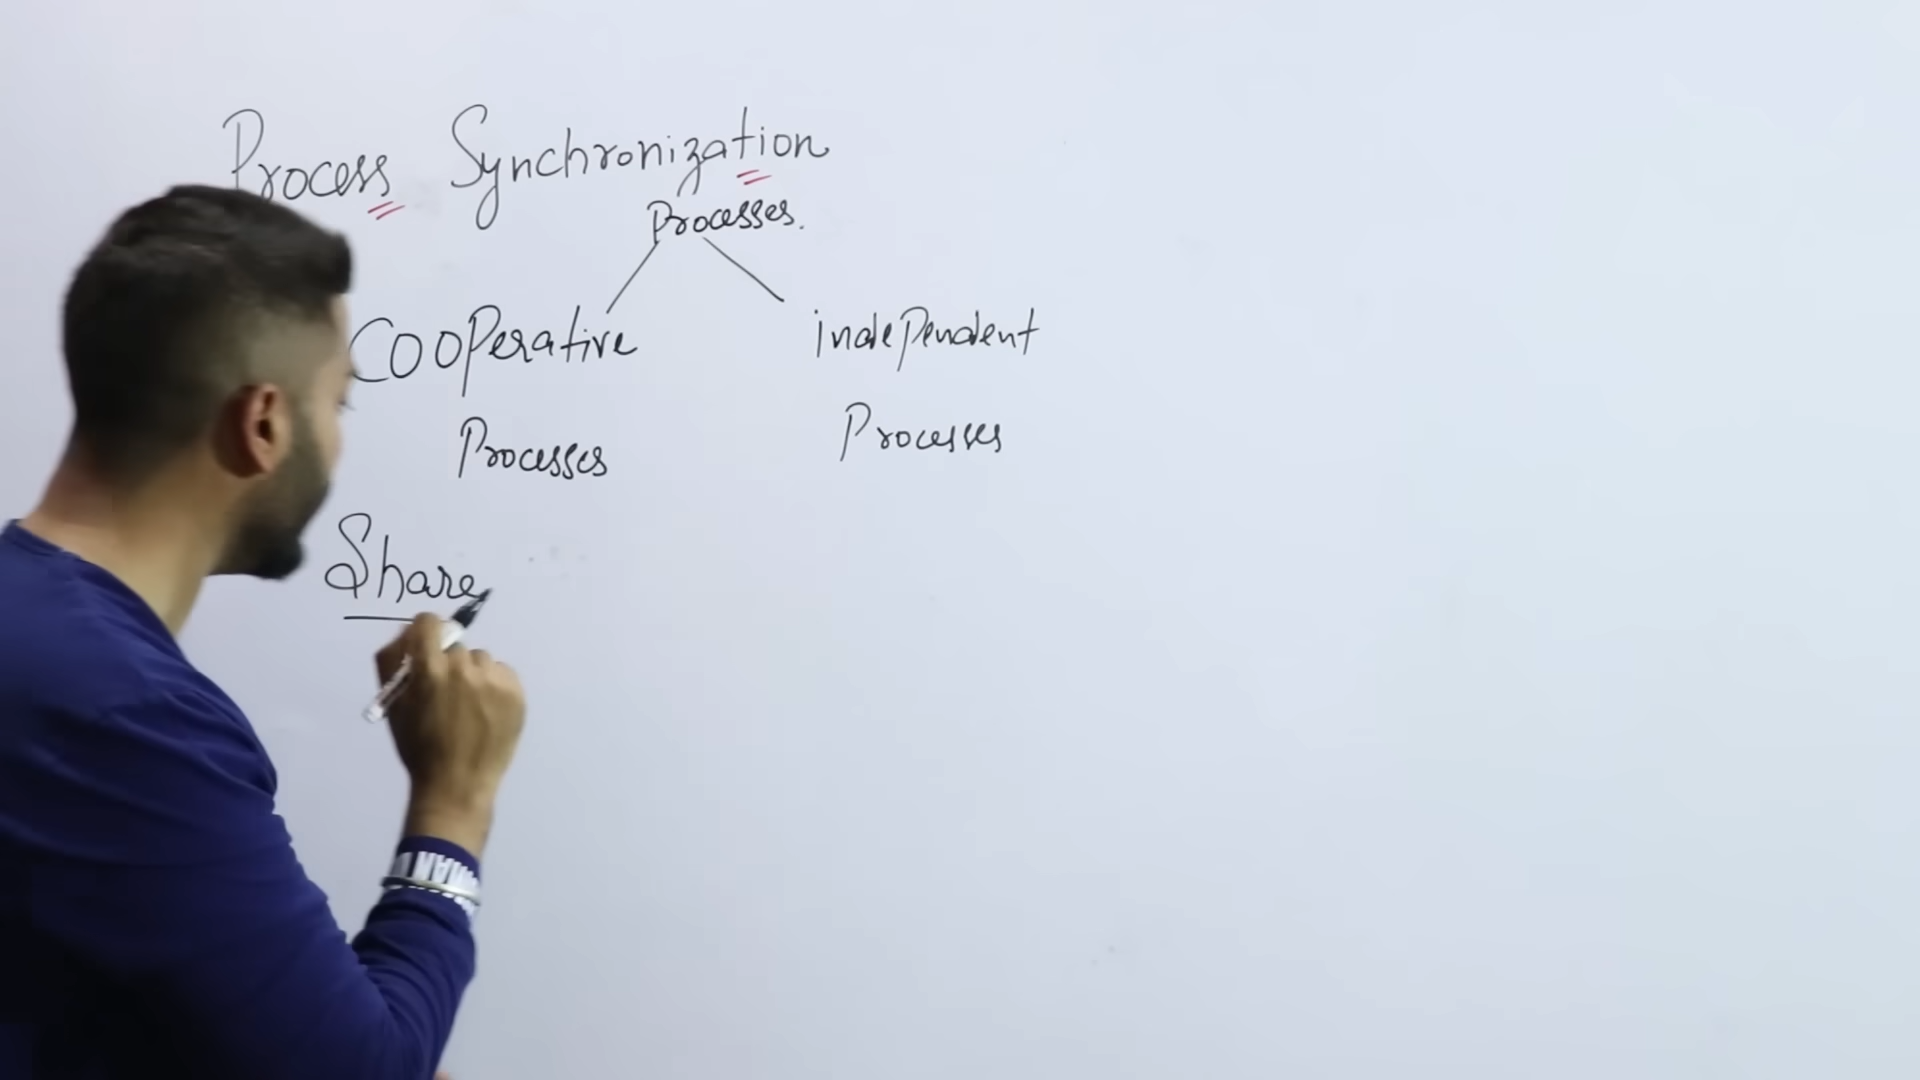 Process Synchronization
Processes.
Cooperative
Processes
independent
Processes
Share